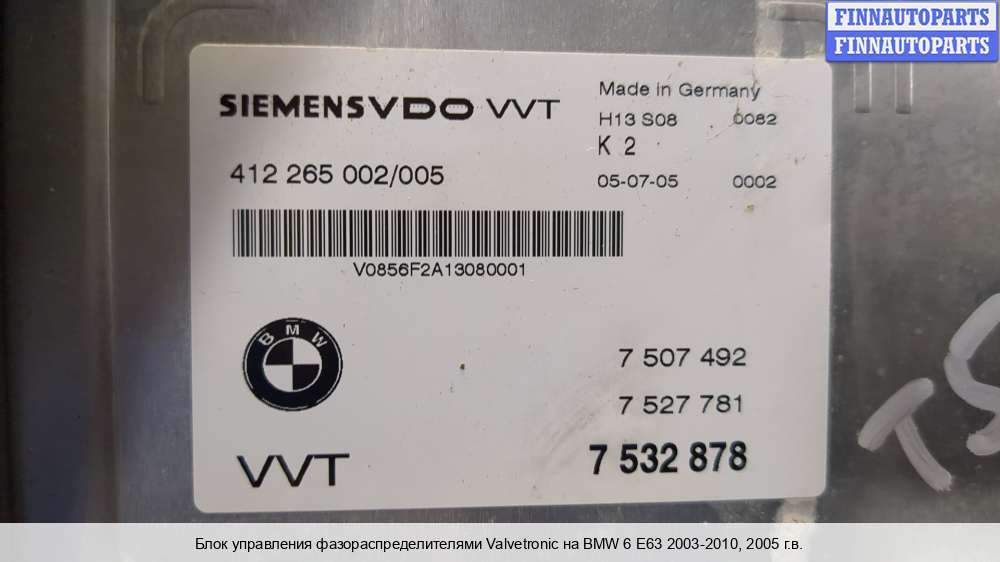 FINNAUTOPARTS
FINNAUTOPARTS
SIEMENSVDO VVT
Made in Germany
H13 S08 0082
K 2
412 265 002/005
05-07-05 0002
V0856F2A13080001
BMW
7 507 492
7 527 781
VVT
7 532 878
Блок управления фазораспределителями Valvetronic на BMW 6 E63 2003-2010, 2005 г.в.